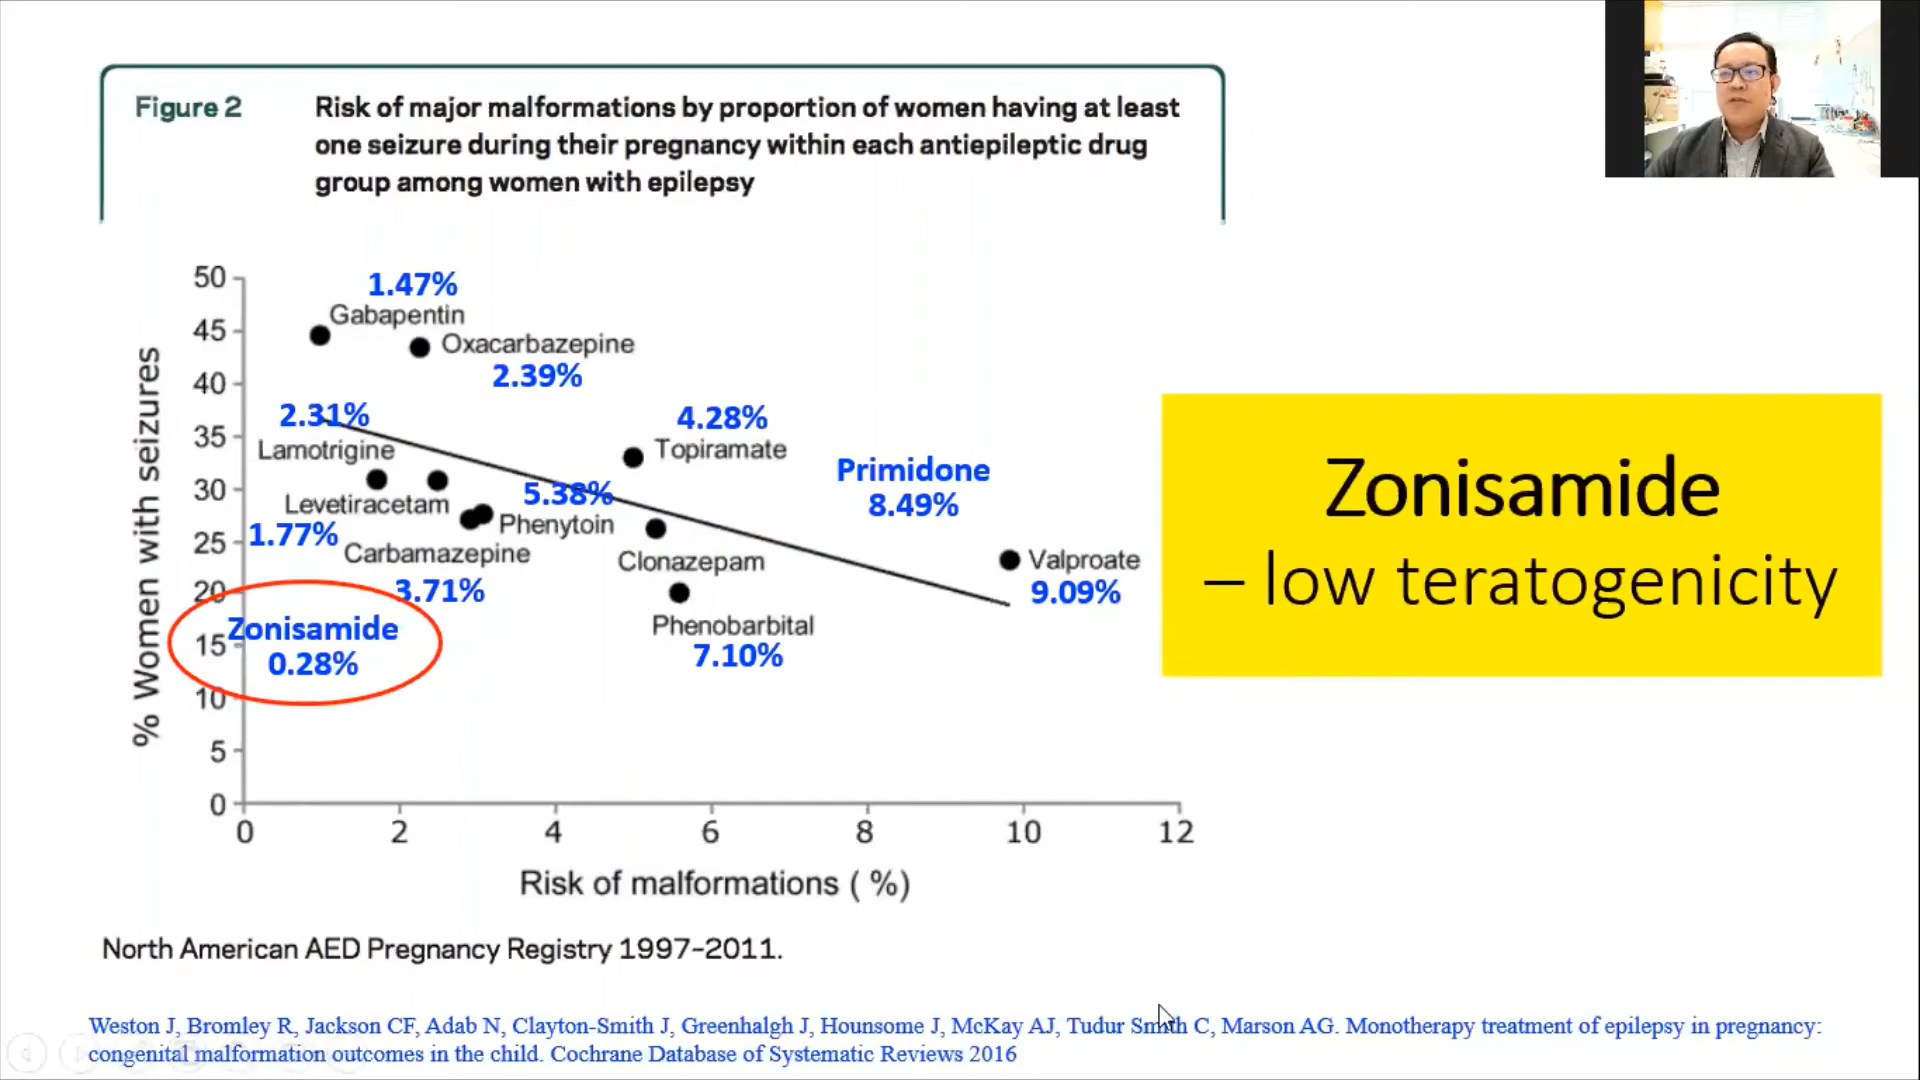 Figure 2
Risk of major malformations by proportion of women having at least
one seizure during their pregnancy within each antiepileptic drug
group among women with epilepsy
% Women with seizures
50
45
40
35
30
25
20
15
10
5
0
1.47%
Gabapentin
Oxacarbazepine
2.39%
2.31%
Lamotrigine
4.28%
Topiramate
Primidone
8.49%
5.38%
Levetiracetam
Phenytoin
1.77%
Carbamazepine
3.71%
Clonazepam
Valproate
9.09%
Phenobarbital
7.10%
Zonisamide
0.28%
0 2 4 6 8 10 12
Risk of malformations ( %)
Zonisamide
– low teratogenicity
North American AED Pregnancy Registry 1997–2011.
Weston J, Bromley R, Jackson CF, Adab N, Clayton-Smith J, Greenhalgh J, Hounsome J, McKay AJ, Tudur Smith C, Marson AG. Monotherapy treatment of epilepsy in pregnancy:
congenital malformation outcomes in the child. Cochrane Database of Systematic Reviews 2016